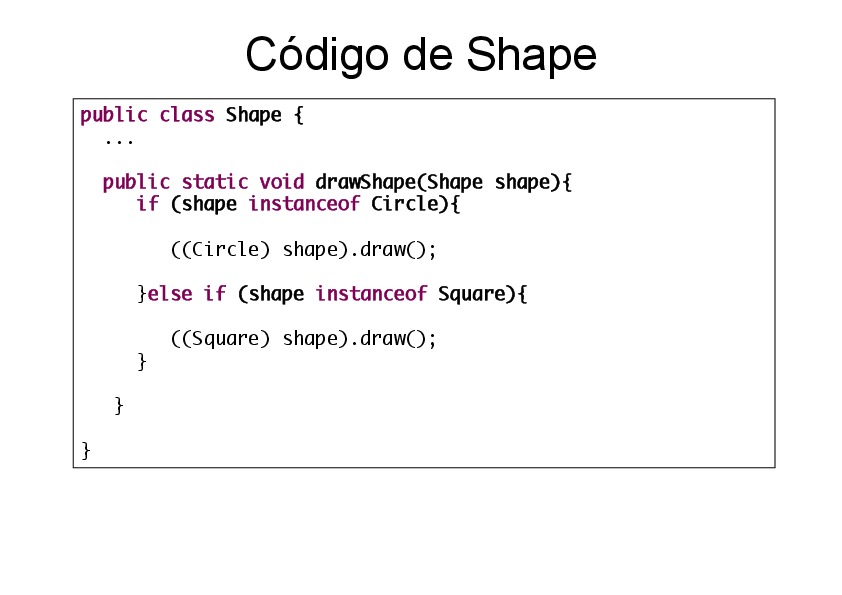 Código de Shape
public class Shape {
...
public static void drawShape(Shape shape){
if (shape instanceof Circle){
((Circle) shape).draw();
}else if (shape instanceof Square){
((Square) shape).draw();
}
}
}